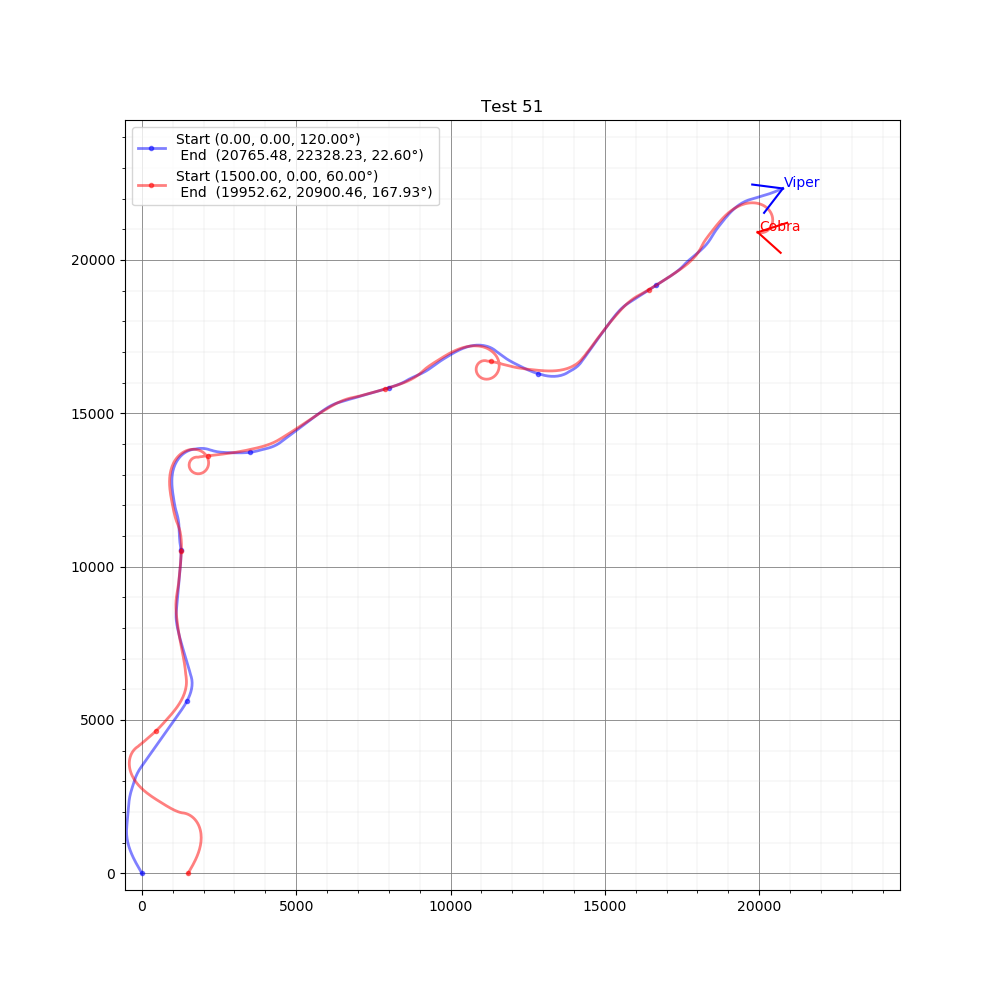 Test 51
Start (0.00, 0.00, 120.00°)
End (20765.48, 22328.23, 22.60°)
Start (1500.00, 0.00, 60.00°)
End (19952.62, 20900.46, 167.93°)
Viper
Cobra
20000
15000
10000
5000
0
0 5000 10000 15000 20000